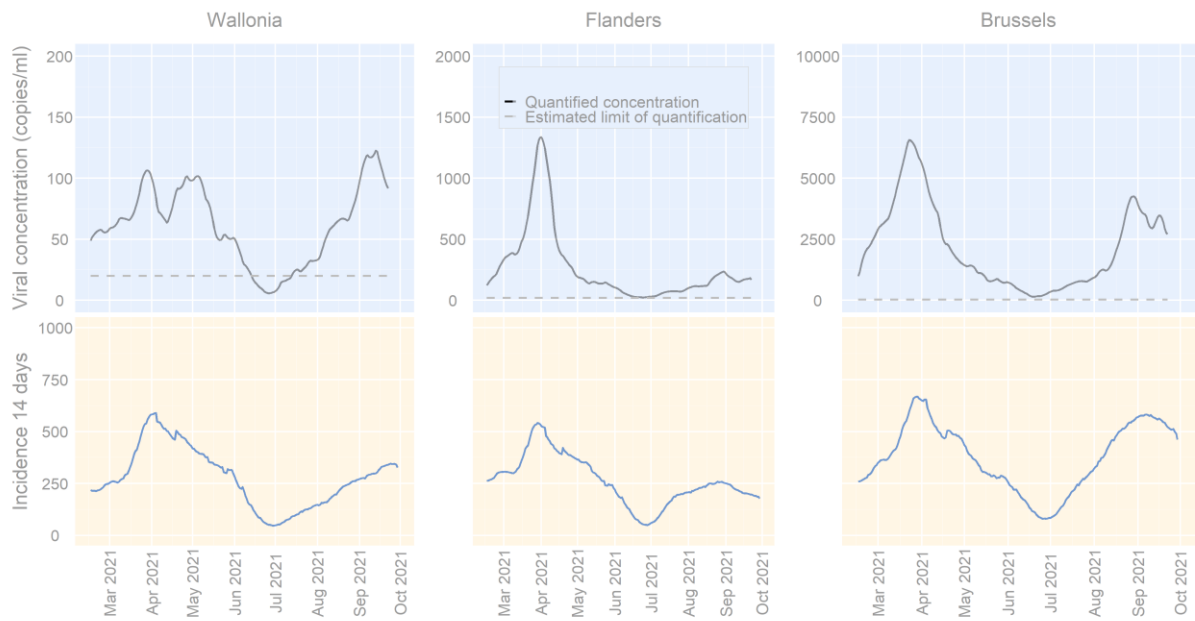 Wallonia
Flanders
Brussels
Viral concentration (copies/ml)
200
150
100
50
0
2000
1500
1000
500
0
Quantified concentration
Estimated limit of quantification
10000
7500
5000
2500
0
Incidence 14 days
1000
750
500
250
0
Mar 2021
Apr 2021
May 2021
Jun 2021
Jul 2021
Aug 2021
Sep 2021
Oct 2021
Mar 2021
Apr 2021
May 2021
Jun 2021
Jul 2021
Aug 2021
Sep 2021
Oct 2021
Mar 2021
Apr 2021
May 2021
Jun 2021
Jul 2021
Aug 2021
Sep 2021
Oct 2021